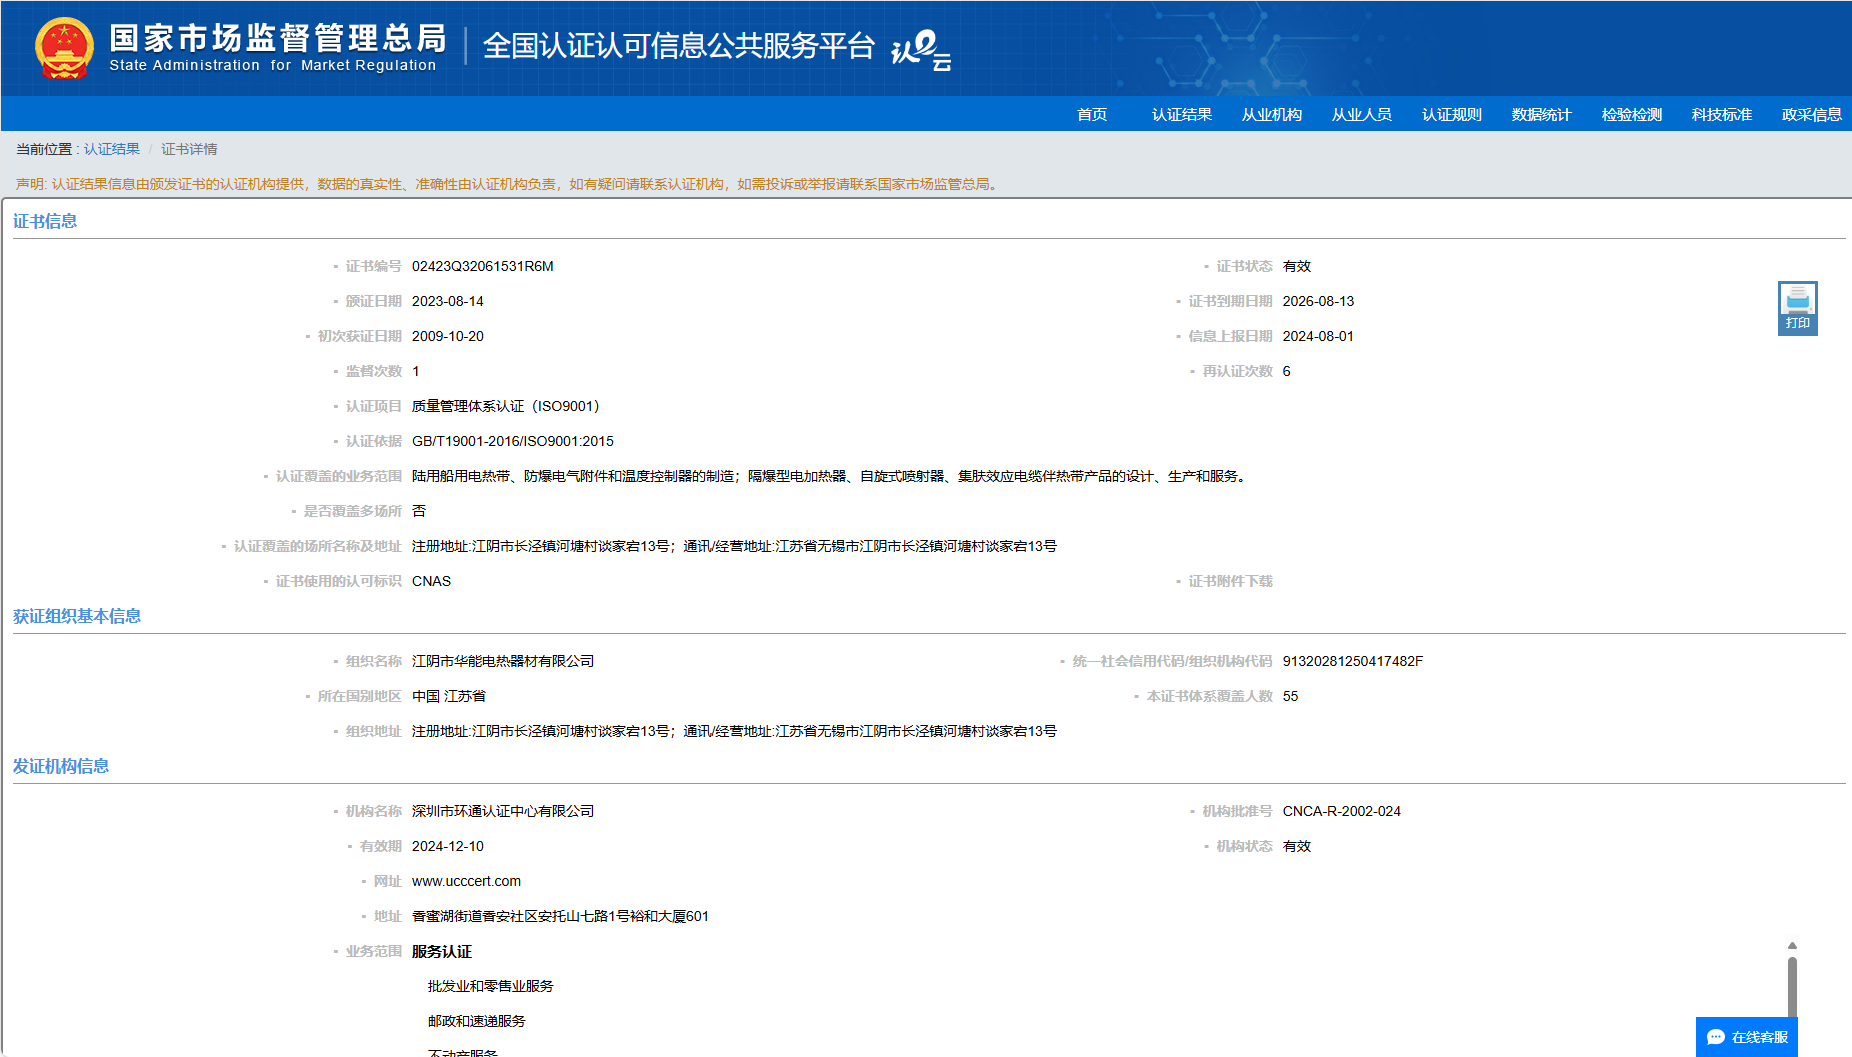 国家市场监督管理总局
State Administration for Market Regulation
全国认证认可信息公共服务平台
认e云
首页 认证结果 从业机构 从业人员 认证规则 数据统计 检验检测 科技标准 政采信息
当前位置 : 认证结果 / 证书详情
声明: 认证结果信息由颁发证书的认证机构提供，数据的真实性、准确性由认证机构负责，如有疑问请联系认证机构，如需投诉或举报请联系国家市场监管总局。
证书信息
证书编号 02423Q32061531R6M 证书状态 有效
颁证日期 2023-08-14 证书到期日期 2026-08-13
打印
初次获证日期 2009-10-20 信息上报日期 2024-08-01
监督次数 1 再认证次数 6
认证项目 质量管理体系认证（ISO9001）
认证依据 GB/T19001-2016/ISO9001:2015
认证覆盖的业务范围 陆用船用电热带、防爆电气附件和温度控制器的制造；隔爆型电加热器、自旋式喷射器、集肤效应电缆伴热带产品的设计、生产和服务。
是否覆盖多场所 否
认证覆盖的场所名称及地址 注册地址:江阴市长泾镇河塘村谈家宕13号；通讯/经营地址:江苏省无锡市江阴市长泾镇河塘村谈家宕13号
证书使用的认可标识 CNAS 证书附件下载
获证组织基本信息
组织名称 江阴市华能电热器材有限公司 统一社会信用代码/组织机构代码 91320281250417482F
所在国别地区 中国 江苏省 本证书体系覆盖人数 55
组织地址 注册地址:江阴市长泾镇河塘村谈家宕13号；通讯/经营地址:江苏省无锡市江阴市长泾镇河塘村谈家宕13号
发证机构信息
机构名称 深圳市环通认证中心有限公司 机构批准号 CNCA-R-2002-024
有效期 2024-12-10 机构状态 有效
网址 www.ucccert.com
地址 香蜜湖街道香安社区安托山七路1号裕和大厦601
业务范围 服务认证
批发业和零售业服务
邮政和速递服务
不动产服务
在线客服